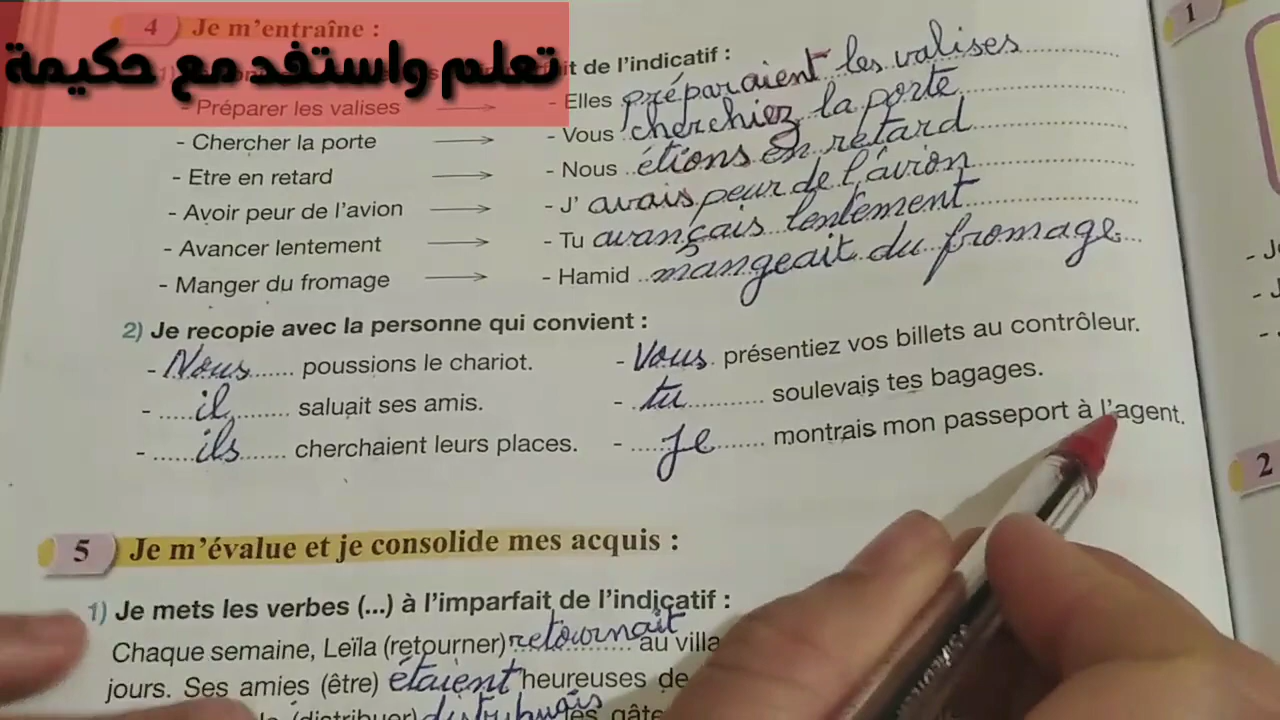 1
4 Je m'entraîne :
تعلم واستفد مع حكيمة
ait de l'indicatif :
- Préparer les valises → - Elles préparaient les valises
- Chercher la porte → - Vous cherchiez la porte
- Etre en retard → - Nous étions en retard
- Avoir peur de l'avion → - J' avais peur de l'avion
- Avancer lentement → - Tu avançais lentement
- Manger du fromage → - Hamid mangeait du fromage
2) Je recopie avec la personne qui convient :
- Nous poussions le chariot. - Vous présentiez vos billets au contrôleur.
- il saluait ses amis. - tu soulevais tes bagages.
- ils cherchaient leurs places. - Je montrais mon passeport à l'agent.
2
5 Je m'évalue et je consolide mes acquis :
1) Je mets les verbes (...) à l'imparfait de l'indicatif :
Chaque semaine, Leïla (retourner) retournait au villa
jours. Ses amies (être) étaient heureuses de
(distribuer) distribuais les gâte